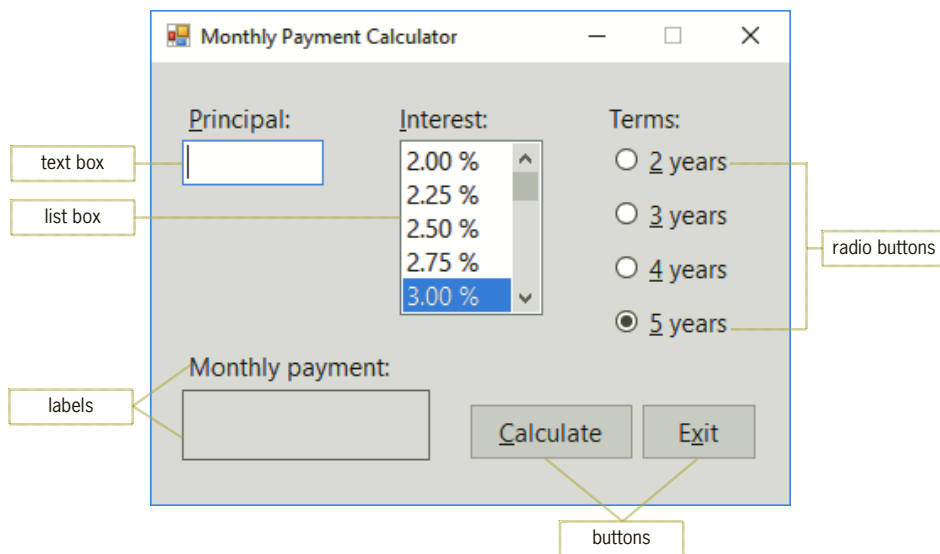 Monthly Payment Calculator
Principal:
Interest:
Terms:
text box
list box
2.00 %
2.25 %
2.50 %
2.75 %
3.00 %
2 years
3 years
4 years
5 years
radio buttons
Monthly payment:
labels
Calculate
Exit
buttons